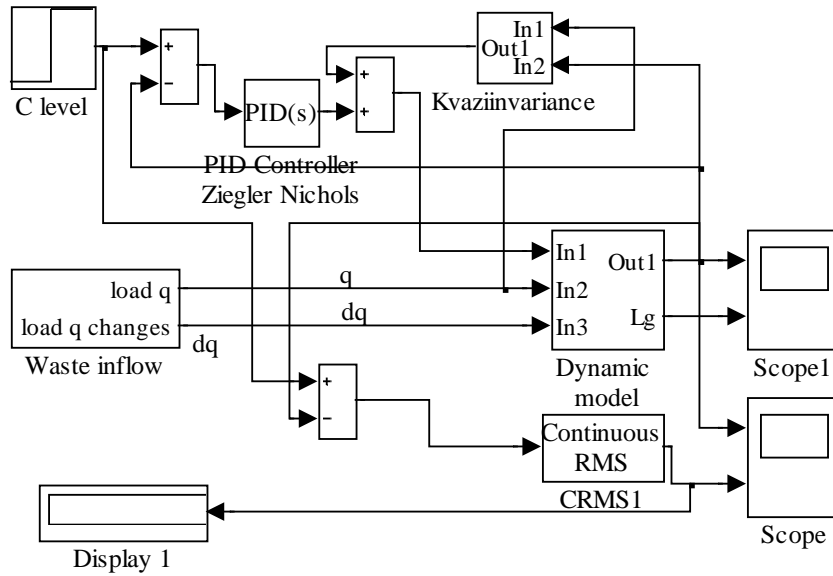 C level
+
−
PID(s)
PID Controller
Ziegler Nichols
+
+
In1
Out1
In2
Kvaziinvariance
load q
load q changes
Waste inflow
q
dq
dq
In1
In2
In3
Out1
Lg
Dynamic
model
Scope1
+
−
Continuous
RMS
CRMS1
Scope
Display 1